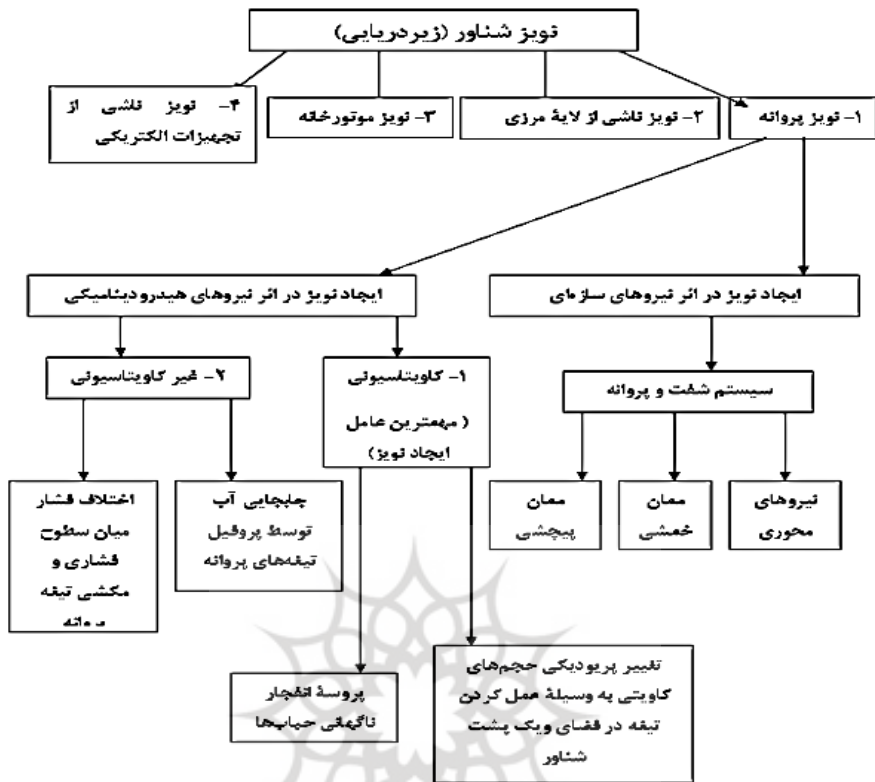 نویز شناور (زیردریایی)
۱- نویز پروانه
۲- نویز ناشی از لایهٔ مرزی
۳- نویز موتورخانه
۴- نویز ناشی از
تجهیزات الکتریکی
ایجاد نویز در اثر نیروهای سازه‌ای
ایجاد نویز در اثر نیروهای هیدرودینامیکی
سیستم شفت و پروانه
۱- کاویتاسیونی
(مهمترین عامل
ایجاد نویز)
۲- غیر کاویتاسیونی
نیروهای
محوری
ممان
خمشی
ممان
پیچشی
جابجایی آب
توسط پروفیل
تیغه‌های پروانه
اختلاف فشار
میان سطوح
فشاری و
مکشی تیغه
پروانه
تغییر پریودیکی حجم‌های
کاویتی به وسیلهٔ عمل کردن
تیغه در فضای ویک پشت
شناور
پروسهٔ انفجار
ناگهانی حباب‌ها